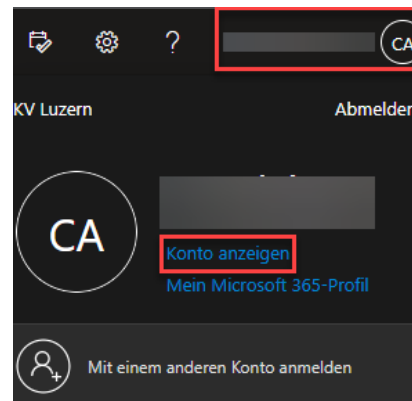 ?
CA
KV Luzern
Abmelden
CA
Konto anzeigen
Mein Microsoft 365-Profil
Mit einem anderen Konto anmelden